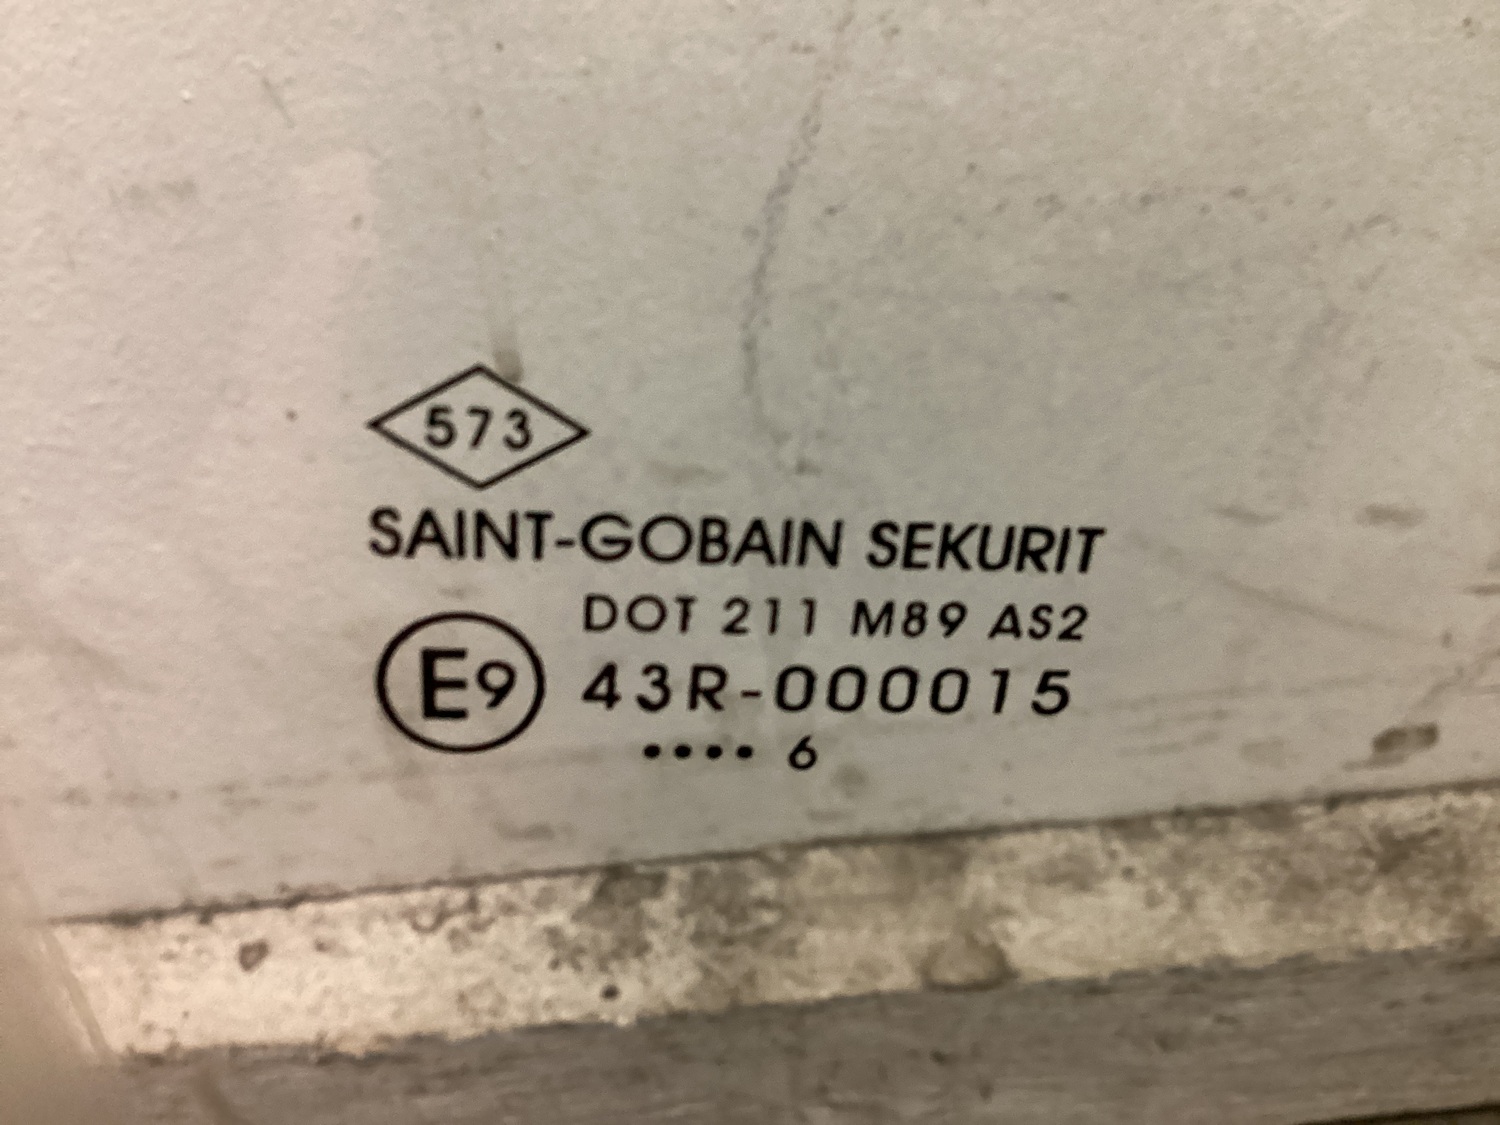 573
SAINT-GOBAIN SEKURIT
DOT 211 M89 AS2
E9 43R-000015
•••• 6